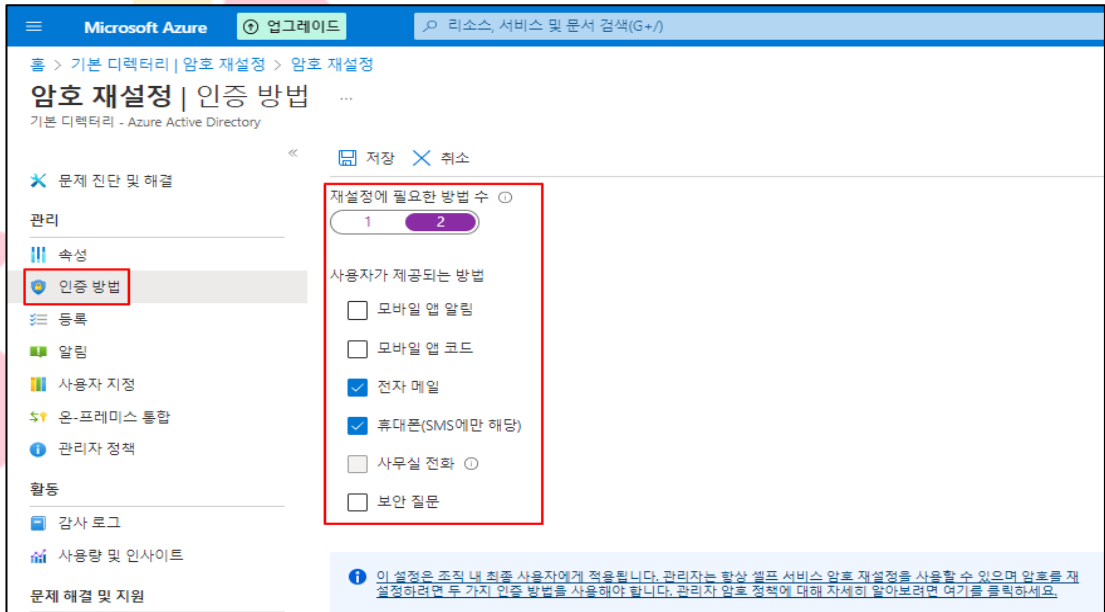 Microsoft Azure
업그레이드
리소스, 서비스 및 문서 검색(G+/)
홈 > 기본 디렉터리 | 암호 재설정 > 암호 재설정
암호 재설정 | 인증 방법 ...
기본 디렉터리 - Azure Active Directory
«
저장
취소
문제 진단 및 해결
관리
속성
인증 방법
등록
알림
사용자 지정
온-프레미스 통합
관리자 정책
활동
감사 로그
사용량 및 인사이트
문제 해결 및 지원
재설정에 필요한 방법 수
1 2
사용자가 제공되는 방법
모바일 앱 알림
모바일 앱 코드
전자 메일
휴대폰(SMS에만 해당)
사무실 전화
보안 질문
이 설정은 조직 내 최종 사용자에게 적용됩니다. 관리자는 항상 셀프 서비스 암호 재설정을 사용할 수 있으며 암호를 재
설정하려면 두 가지 인증 방법을 사용해야 합니다. 관리자 암호 정책에 대해 자세히 알아보려면 여기를 클릭하세요.